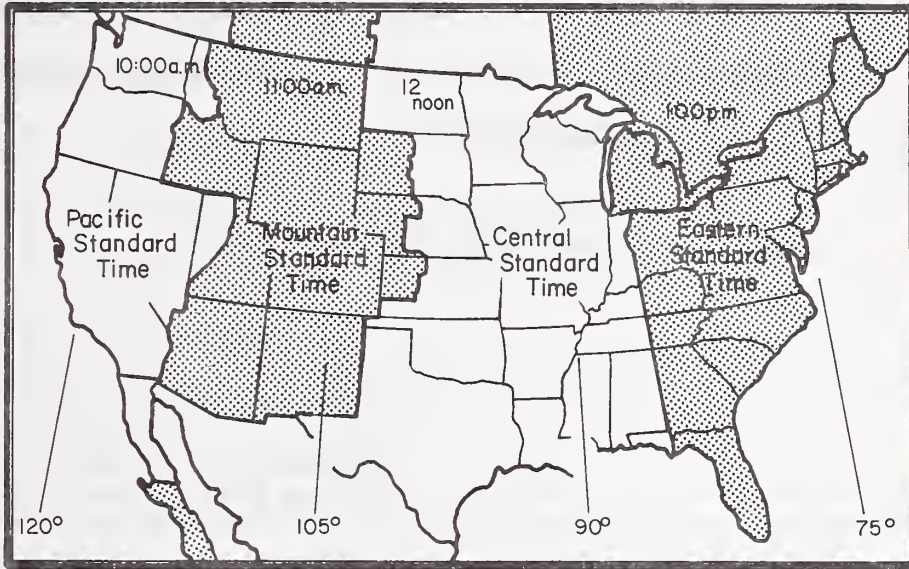 10:00a.m.
11:00am.
12
noon
1:00pm.
Pacific
Standard
Time
Mountain
Standard
Time
Central
Standard
Time
Eastern
Standard
Time
120°
105°
90°
75°